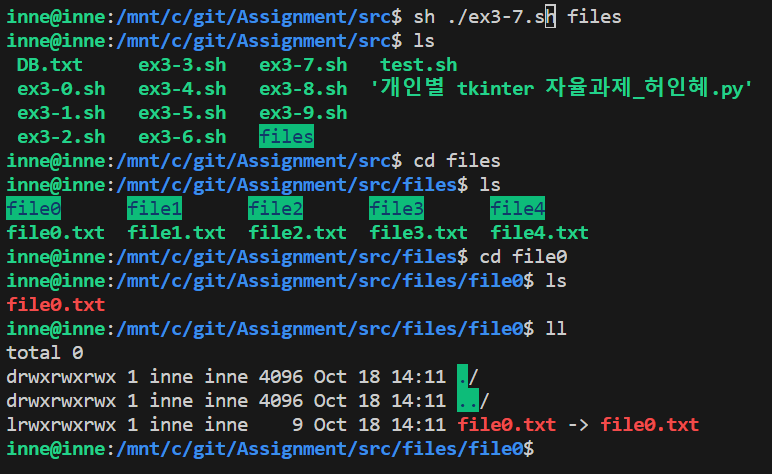 inne@inne:/mnt/c/git/Assignment/src$ sh ./ex3-7.sh files
inne@inne:/mnt/c/git/Assignment/src$ ls
DB.txt ex3-3.sh ex3-7.sh test.sh
ex3-0.sh ex3-4.sh ex3-8.sh '개인별 tkinter 자율과제_허인혜.py'
ex3-1.sh ex3-5.sh ex3-9.sh
ex3-2.sh ex3-6.sh files
inne@inne:/mnt/c/git/Assignment/src$ cd files
inne@inne:/mnt/c/git/Assignment/src/files$ ls
file0 file1 file2 file3 file4
file0.txt file1.txt file2.txt file3.txt file4.txt
inne@inne:/mnt/c/git/Assignment/src/files$ cd file0
inne@inne:/mnt/c/git/Assignment/src/files/file0$ ls
file0.txt
inne@inne:/mnt/c/git/Assignment/src/files/file0$ ll
total 0
drwxrwxrwx 1 inne inne 4096 Oct 18 14:11 ./
drwxrwxrwx 1 inne inne 4096 Oct 18 14:11 ../
lrwxrwxrwx 1 inne inne    9 Oct 18 14:11 file0.txt -> file0.txt
inne@inne:/mnt/c/git/Assignment/src/files/file0$